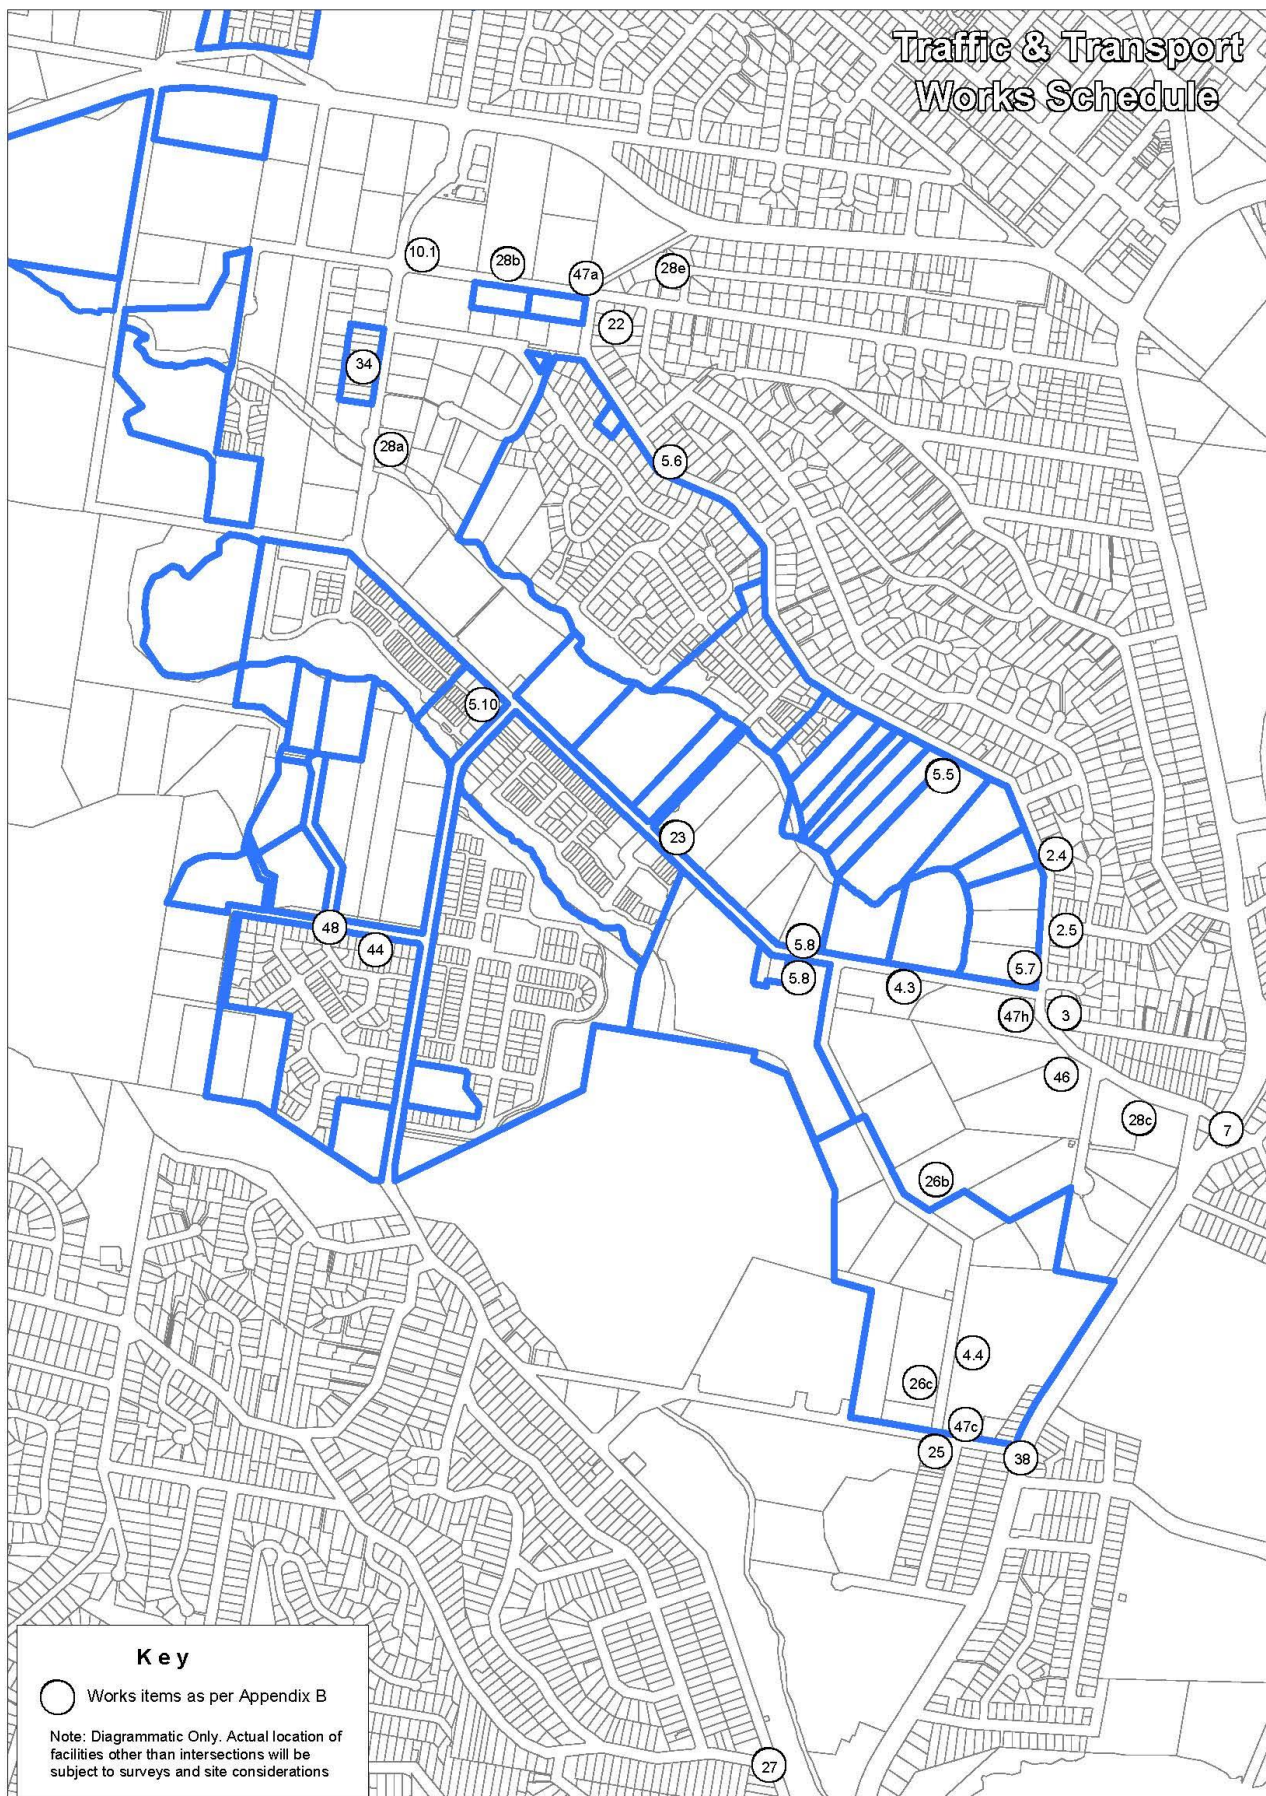 Traffic & Transport
Works Schedule
10.1
28b
47a
28e
22
34
28a
5.6
5.10
5.5
23
2.4
48
44
5.8
2.5
5.8
5.7
4.3
47h
3
46
28c
7
26b
4.4
26c
47c
25
38
27
Key
Works items as per Appendix B
Note: Diagrammatic Only. Actual location of
facilities other than intersections will be
subject to surveys and site considerations